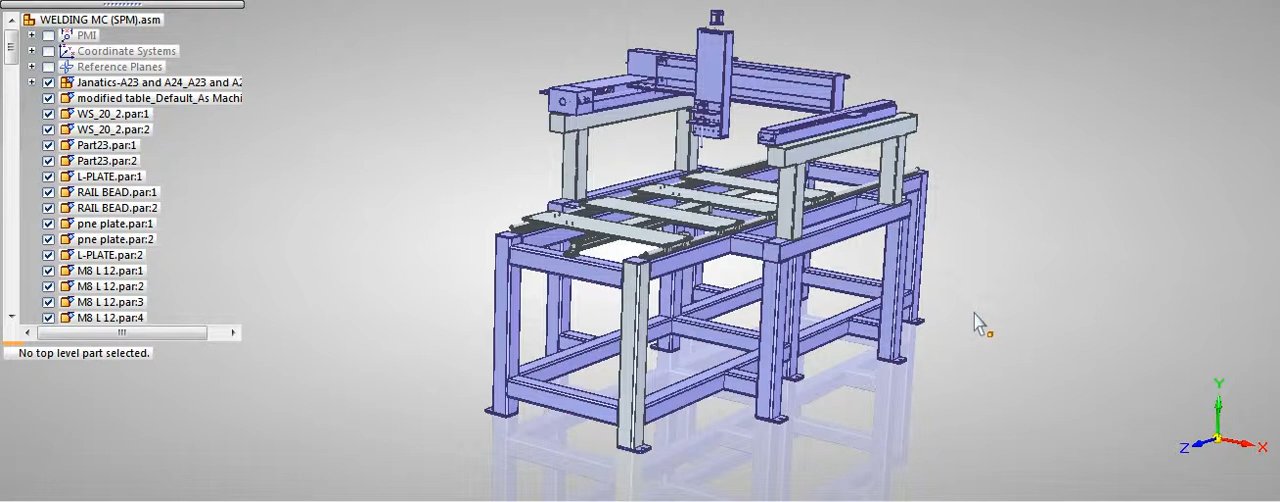 WELDING MC (SPM).asm
PMI
Coordinate Systems
Reference Planes
Janatics-A23 and A24_A23 and A2
modified table_Default_As Machi
WS_20_2.par:1
WS_20_2.par:2
Part23.par:1
Part23.par:2
L-PLATE.par:1
RAIL BEAD.par:1
RAIL BEAD.par:2
pne plate.par:1
pne plate.par:2
L-PLATE.par:2
M8 L 12.par:1
M8 L 12.par:2
M8 L 12.par:3
M8 L 12.par:4
No top level part selected.
Y
Z
X